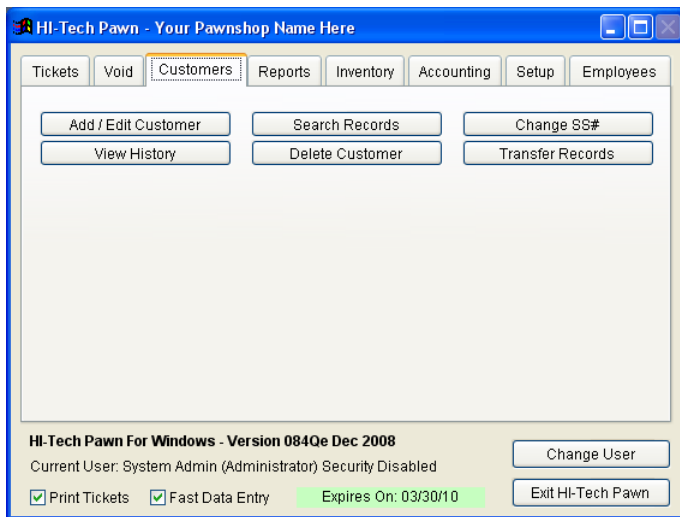 HI-Tech Pawn - Your Pawnshop Name Here
Tickets Void Customers Reports Inventory Accounting Setup Employees
Add / Edit Customer Search Records Change SS#
View History Delete Customer Transfer Records
HI-Tech Pawn For Windows - Version 084Qe Dec 2008
Current User: System Admin (Administrator) Security Disabled
Change User
Print Tickets Fast Data Entry Expires On: 03/30/10 Exit HI-Tech Pawn